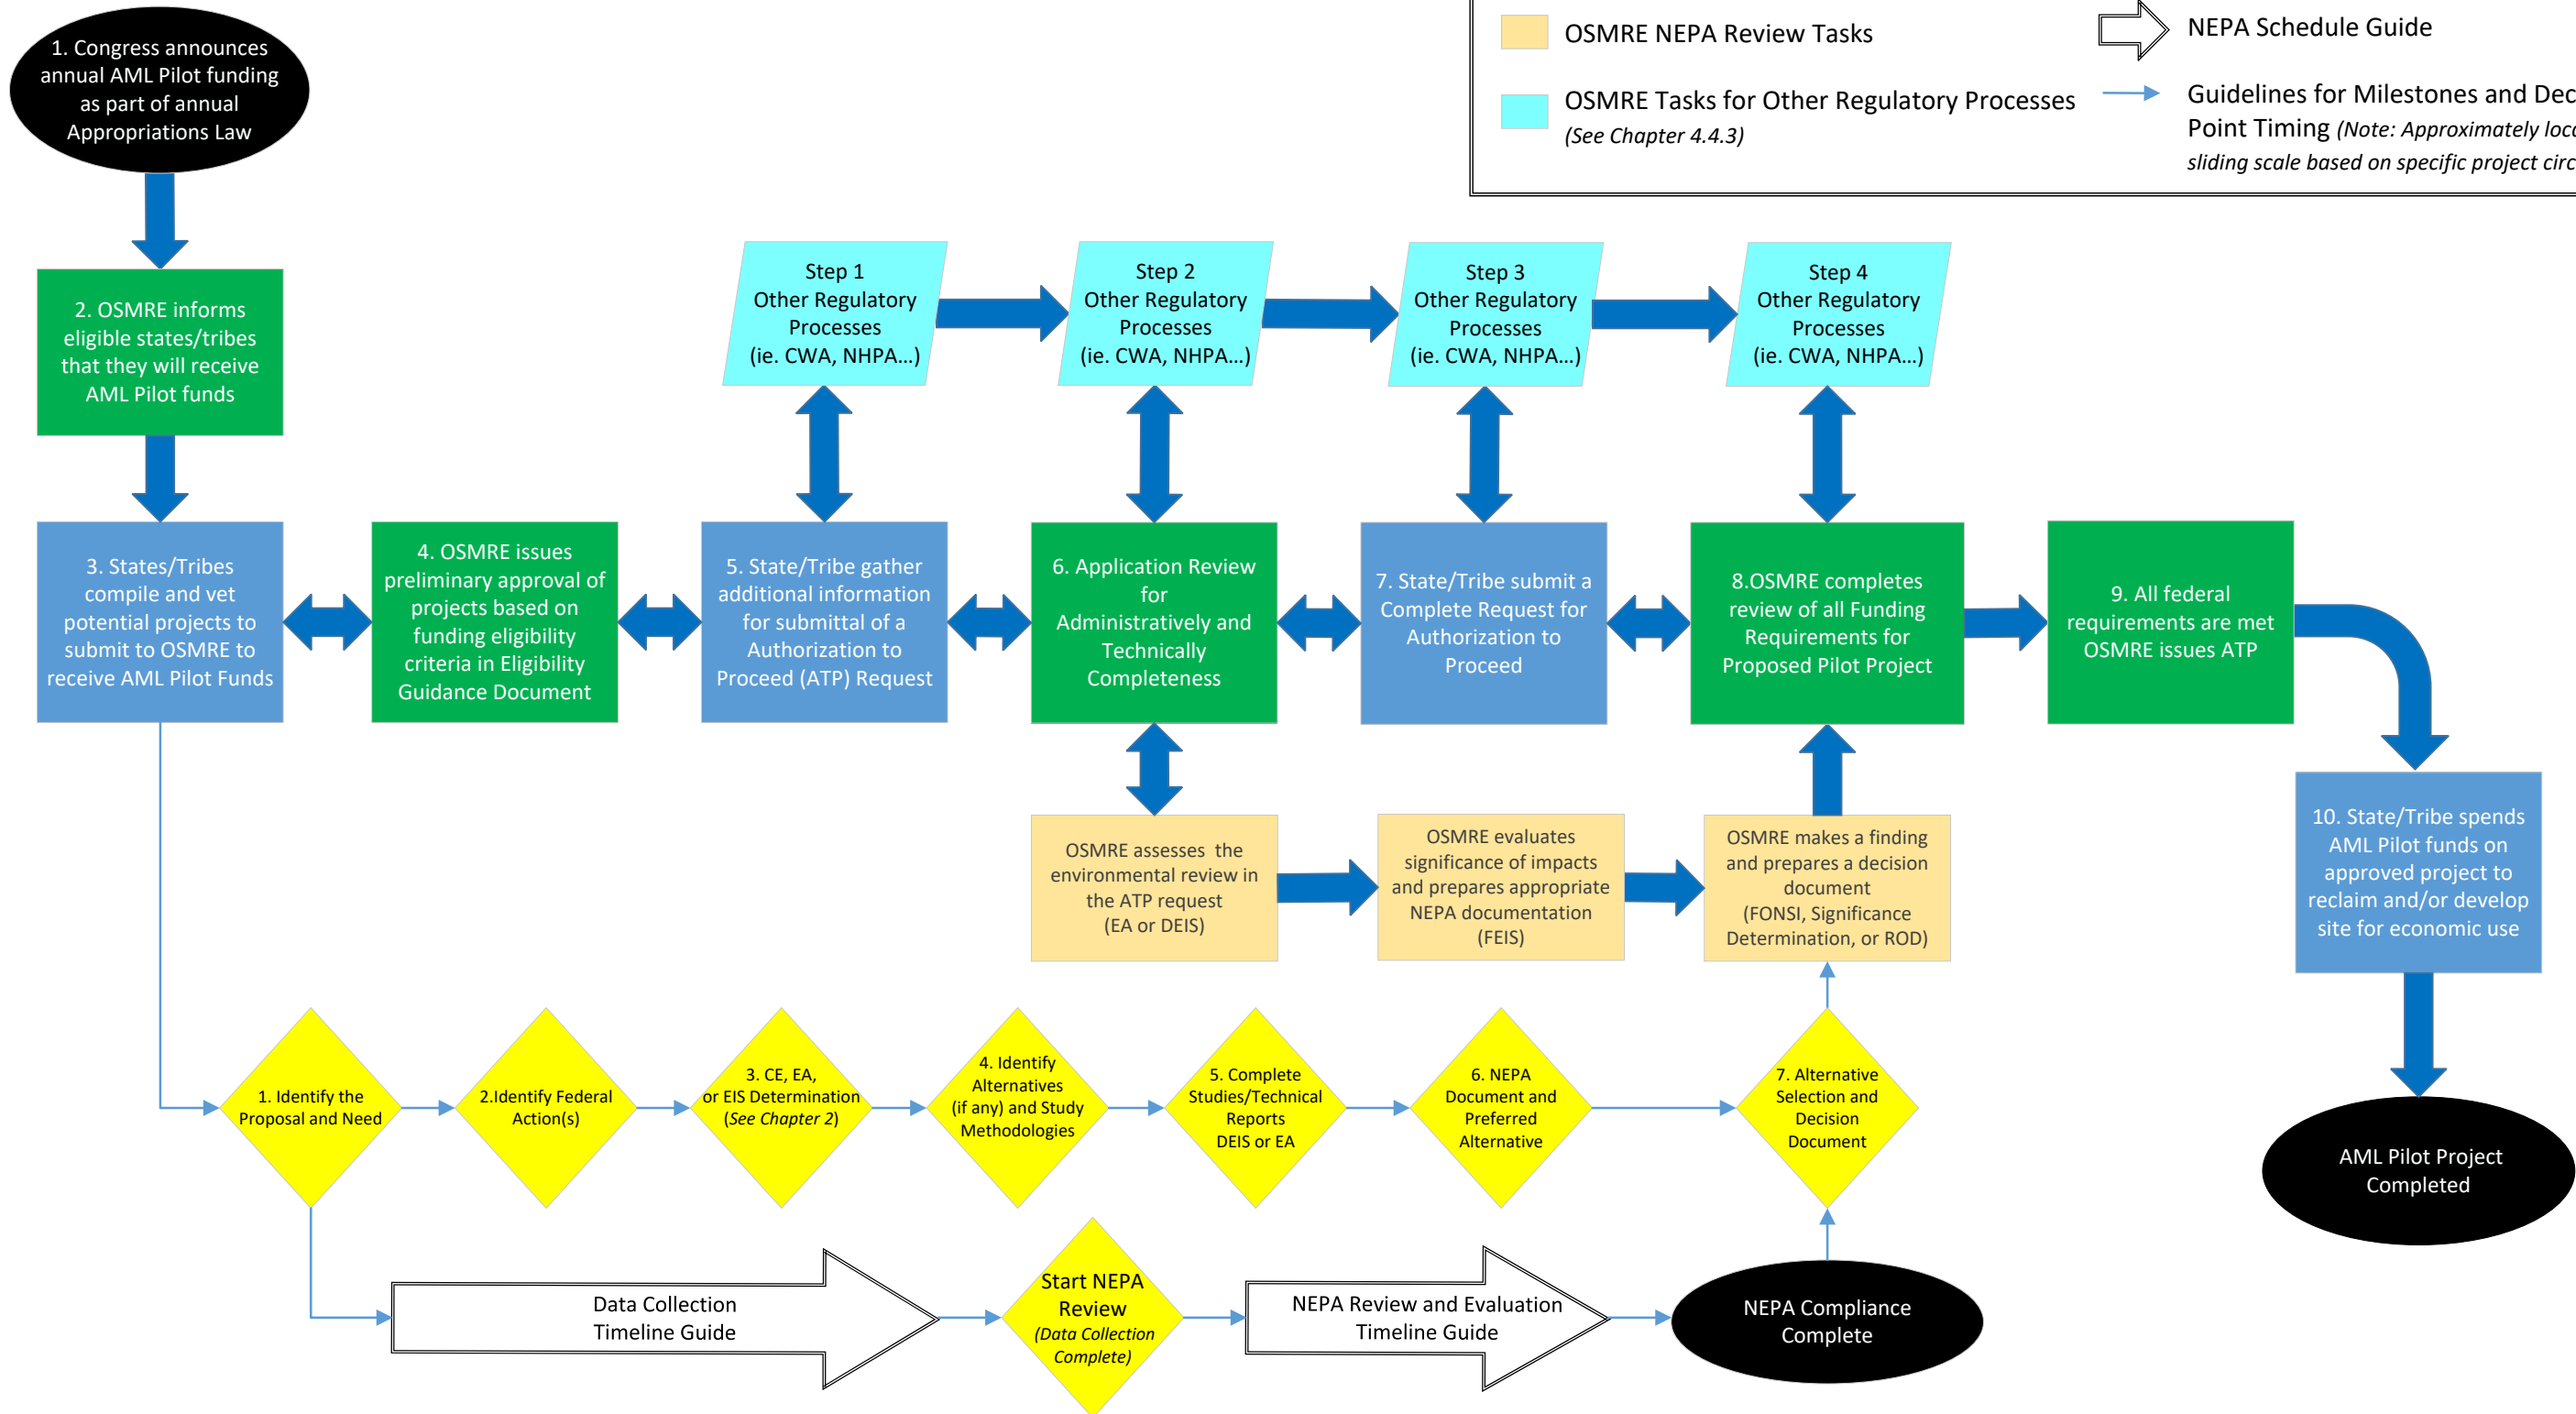 1. Congress announces
annual AML Pilot funding
as part of annual
Appropriations Law
OSMRE NEPA Review Tasks
NEPA Schedule Guide
OSMRE Tasks for Other Regulatory Processes
(See Chapter 4.4.3)
Guidelines for Milestones and Dec
Point Timing (Note: Approximately loc
sliding scale based on specific project circ
2. OSMRE informs
eligible states/tribes
that they will receive
AML Pilot funds
Step 1
Other Regulatory
Processes
(ie. CWA, NHPA...)
Step 2
Other Regulatory
Processes
(ie. CWA, NHPA...)
Step 3
Other Regulatory
Processes
(ie. CWA, NHPA...)
Step 4
Other Regulatory
Processes
(ie. CWA, NHPA...)
3. States/Tribes
compile and vet
potential projects to
submit to OSMRE to
receive AML Pilot Funds
4. OSMRE issues
preliminary approval of
projects based on
funding eligibility
criteria in Eligibility
Guidance Document
5. State/Tribe gather
additional information
for submittal of a
Authorization to
Proceed (ATP) Request
6. Application Review
for
Administratively and
Technically
Completeness
7. State/Tribe submit a
Complete Request for
Authorization to
Proceed
8.OSMRE completes
review of all Funding
Requirements for
Proposed Pilot Project
9. All federal
requirements are met
OSMRE issues ATP
10. State/Tribe spends
AML Pilot funds on
approved project to
reclaim and/or develop
site for economic use
OSMRE assesses the
environmental review in
the ATP request
(EA or DEIS)
OSMRE evaluates
significance of impacts
and prepares appropriate
NEPA documentation
(FEIS)
OSMRE makes a finding
and prepares a decision
document
(FONSI, Significance
Determination, or ROD)
1. Identify the
Proposal and Need
2.Identify Federal
Action(s)
3. CE, EA,
or EIS Determination
(See Chapter 2)
4. Identify
Alternatives
(if any) and Study
Methodologies
5. Complete
Studies/Technical
Reports
DEIS or EA
6. NEPA
Document and
Preferred
Alternative
7. Alternative
Selection and
Decision
Document
AML Pilot Project
Completed
Data Collection
Timeline Guide
Start NEPA
Review
(Data Collection
Complete)
NEPA Review and Evaluation
Timeline Guide
NEPA Compliance
Complete